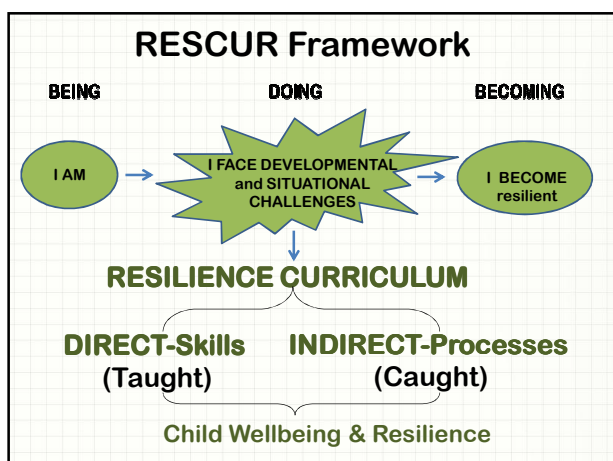 RESCUR Framework
BEING DOING BECOMING
I AM
I FACE DEVELOPMENTAL
and SITUATIONAL
CHALLENGES
I BECOME
resilient
RESILIENCE CURRICULUM
DIRECT-Skills
(Taught)
INDIRECT-Processes
(Caught)
Child Wellbeing & Resilience